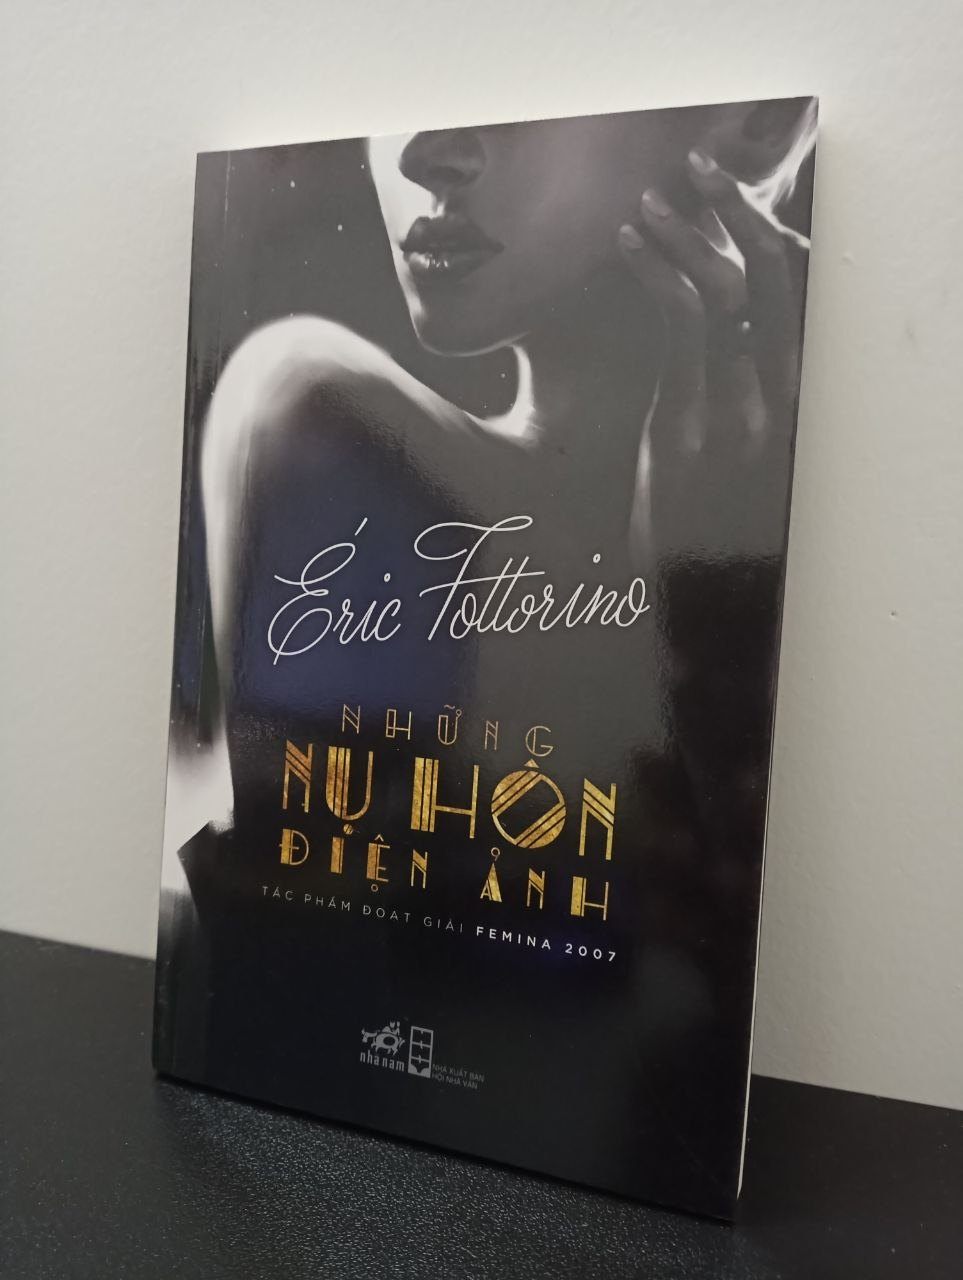 Éric Fottorino
NHỮNG
NỤ HÔN
ĐIỆN ẢNH
TÁC PHẨM ĐOẠT GIẢI FEMINA 2007
nhã nam
NHÀ XUẤT BẢN
HỘI NHÀ VĂN